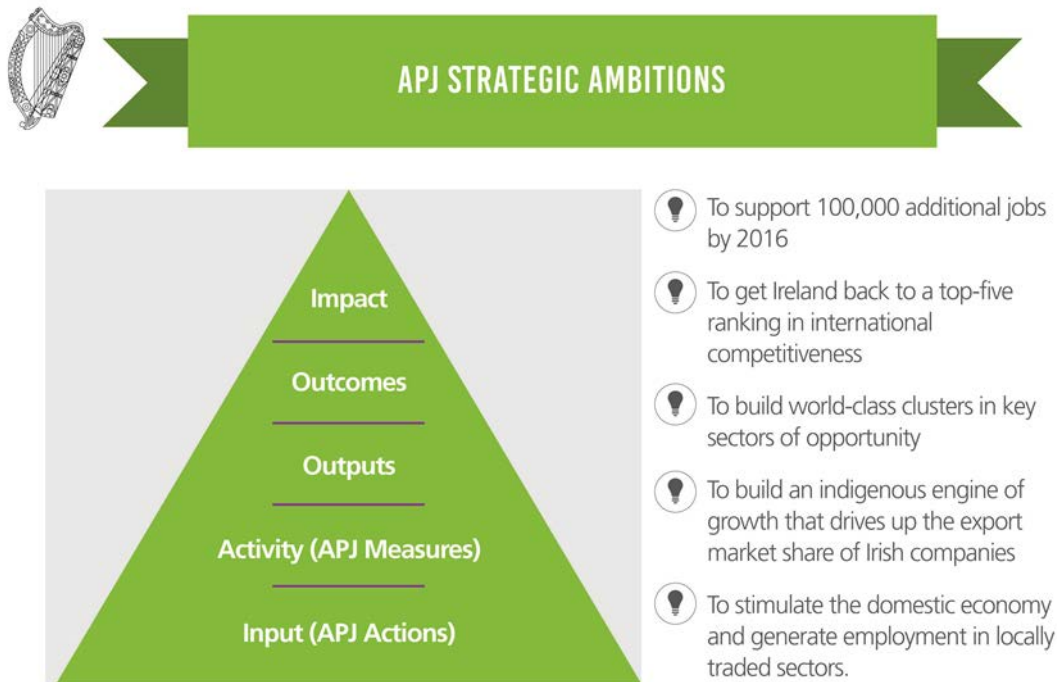 APJ STRATEGIC AMBITIONS
Impact
Outcomes
Outputs
Activity (APJ Measures)
Input (APJ Actions)
To support 100,000 additional jobs
by 2016
To get Ireland back to a top-five
ranking in international
competitiveness
To build world-class clusters in key
sectors of opportunity
To build an indigenous engine of
growth that drives up the export
market share of Irish companies
To stimulate the domestic economy
and generate employment in locally
traded sectors.